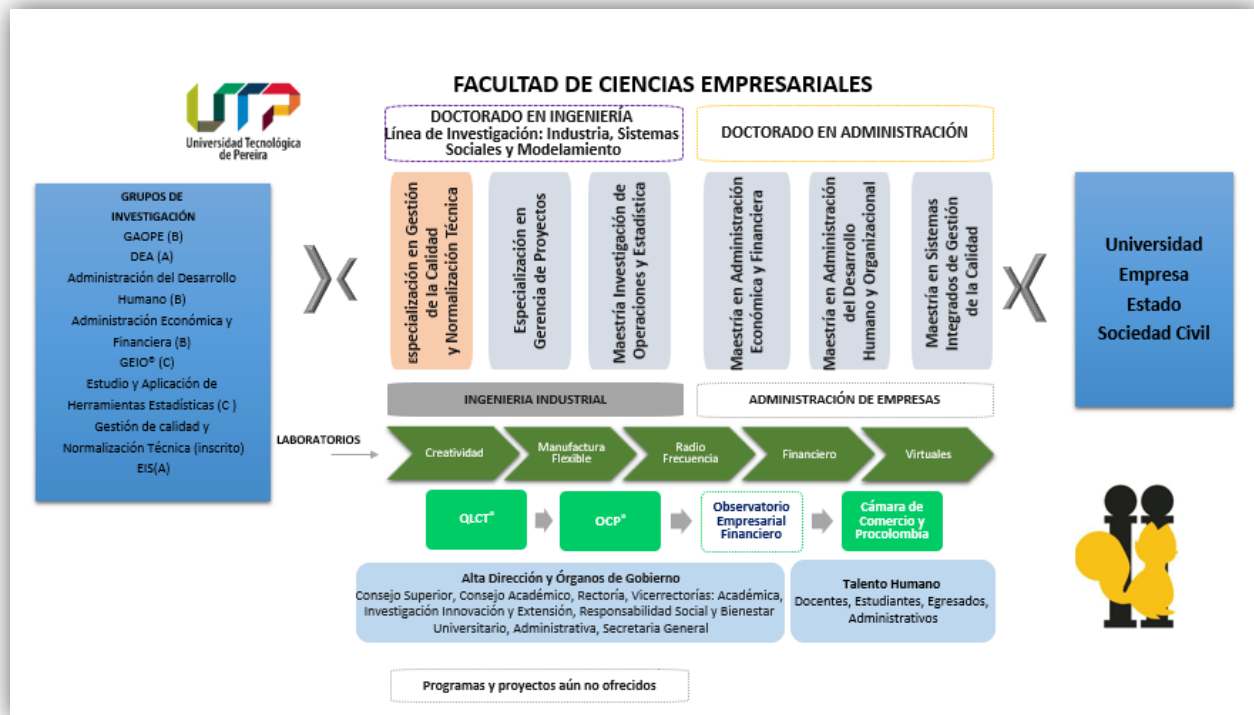 FACULTAD DE CIENCIAS EMPRESARIALES
UTP
Universidad Tecnológica
de Pereira
DOCTORADO EN INGENIERÍA
Línea de Investigación: Industria, Sistemas
Sociales y Modelamiento
DOCTORADO EN ADMINISTRACIÓN
GRUPOS DE
INVESTIGACIÓN
GAOPE (B)
DEA (A)
Administración del Desarrollo
Humano (B)
Administración Económica y
Financiera (B)
GEIO® (C)
Estudio y Aplicación de
Herramientas Estadísticas (C )
Gestión de calidad y
Normalización Técnica (inscrito)
EIS(A)
Especialización en Gestión
de la Calidad
y Normalización Técnica
Especialización en
Gerencia de Proyectos
Maestría Investigación de
Operaciones y Estadística
Maestría en Administración
Económica y Financiera
Maestría en Administración
del Desarrollo
Humano y Organizacional
Maestría en Sistemas
Integrados de Gestión
de la Calidad
Universidad
Empresa
Estado
Sociedad Civil
INGENIERIA INDUSTRIAL
ADMINISTRACIÓN DE EMPRESAS
LABORATORIOS
Creatividad
Manufactura
Flexible
Radio
Frecuencia
Financiero
Virtuales
QLCT®
OCP®
Observatorio
Empresarial
Financiero
Cámara de
Comercio y
Procolombía
Alta Dirección y Órganos de Gobierno
Consejo Superior, Consejo Académico, Rectoría, Vicerrectorías: Académica,
Investigación Innovación y Extensión, Responsabilidad Social y Bienestar
Universitario, Administrativa, Secretaria General
Talento Humano
Docentes, Estudiantes, Egresados,
Administrativos
Programas y proyectos aún no ofrecidos